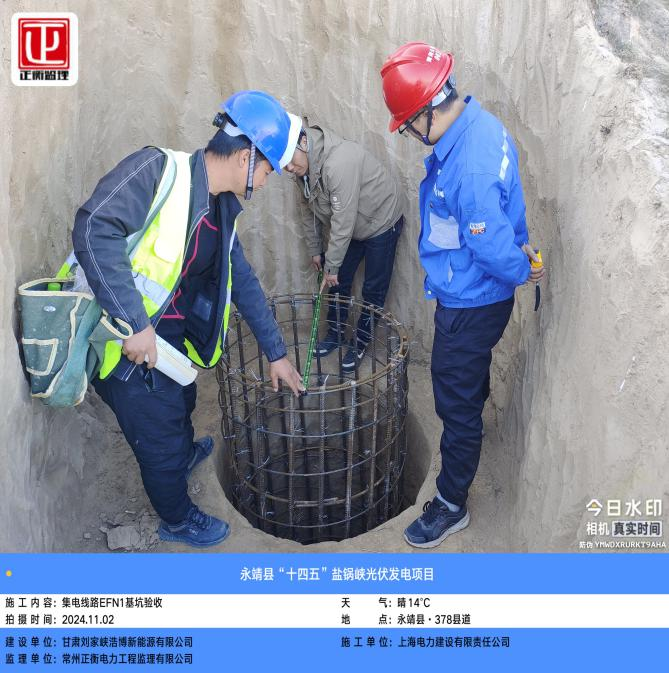 正衡监理
今日水印
相机 真实时间
防伪 YMWDXRURKT9AHA
永靖县“十四五”盐锅峡光伏发电项目
施工内容：集电线路EFN1基坑验收
天 气：晴 14℃
拍摄时间：2024.11.02
地 点：永靖县·378县道
建设单位：甘肃刘家峡浩博新能源有限公司
施工单位：上海电力建设有限责任公司
监理单位：常州正衡电力工程监理有限公司